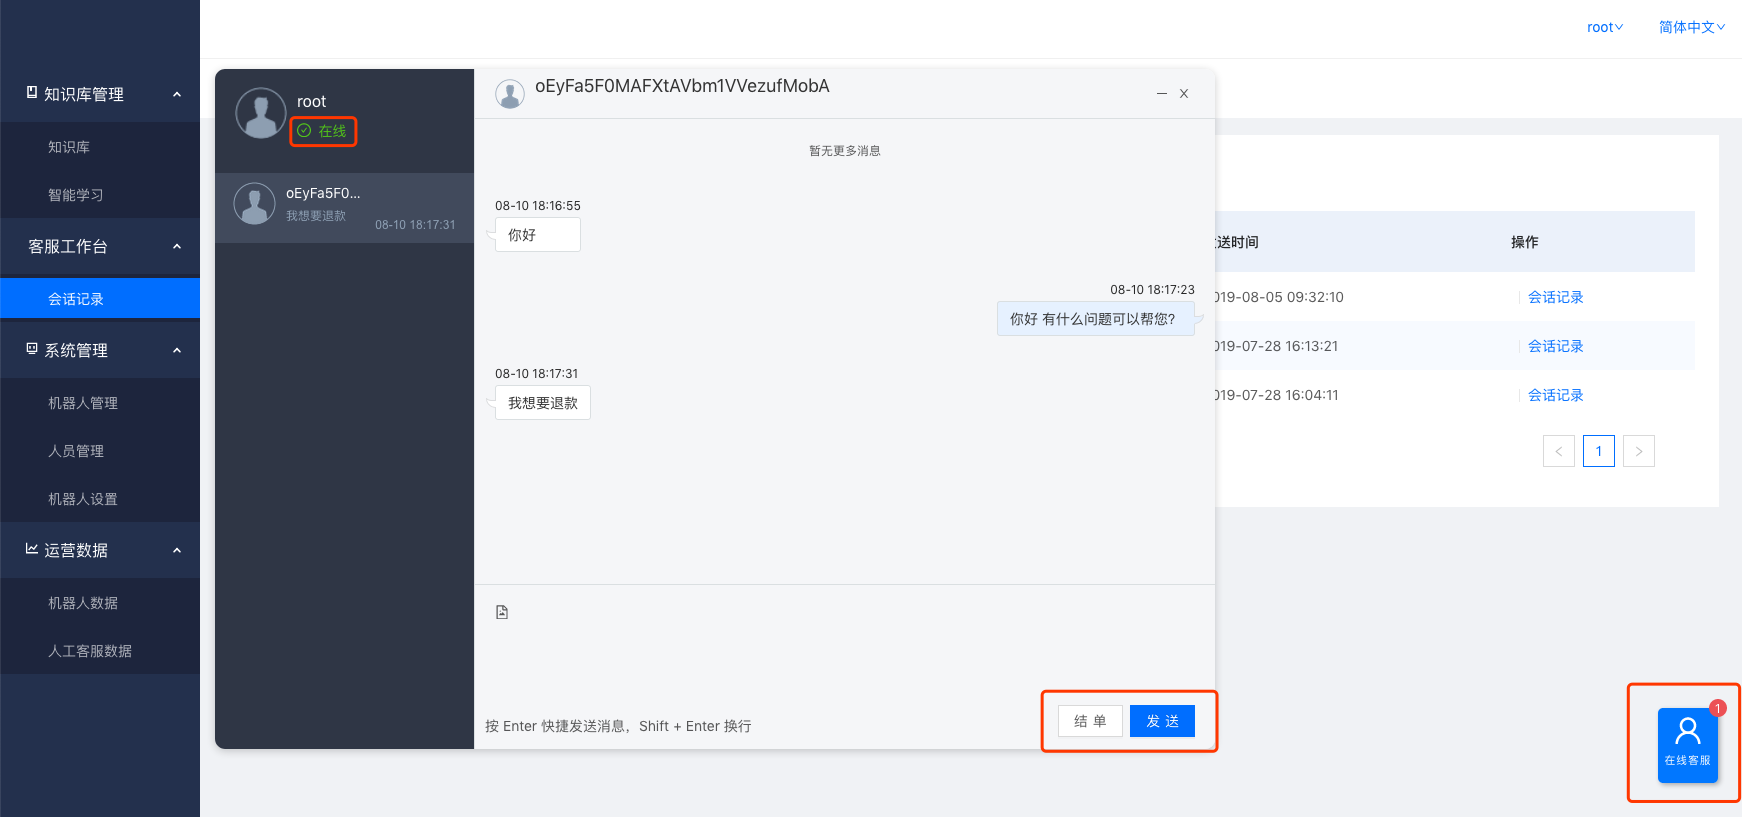 root
简体中文
知识库管理
知识库
智能学习
客服工作台
会话记录
系统管理
机器人管理
人员管理
机器人设置
运营数据
机器人数据
人工客服数据
root
在线
oEyFa5F0...
我想要退款
08-10 18:17:31
oEyFa5F0MAFXtAVbm1VVezufMobA
暂无更多消息
08-10 18:16:55
你好
08-10 18:17:23
你好 有什么问题可以帮您?
08-10 18:17:31
我想要退款
按 Enter 快捷发送消息，Shift + Enter 换行
结 单
发 送
送时间
操作
019-08-05 09:32:10
会话记录
019-07-28 16:13:21
会话记录
019-07-28 16:04:11
会话记录
1
1
在线客服